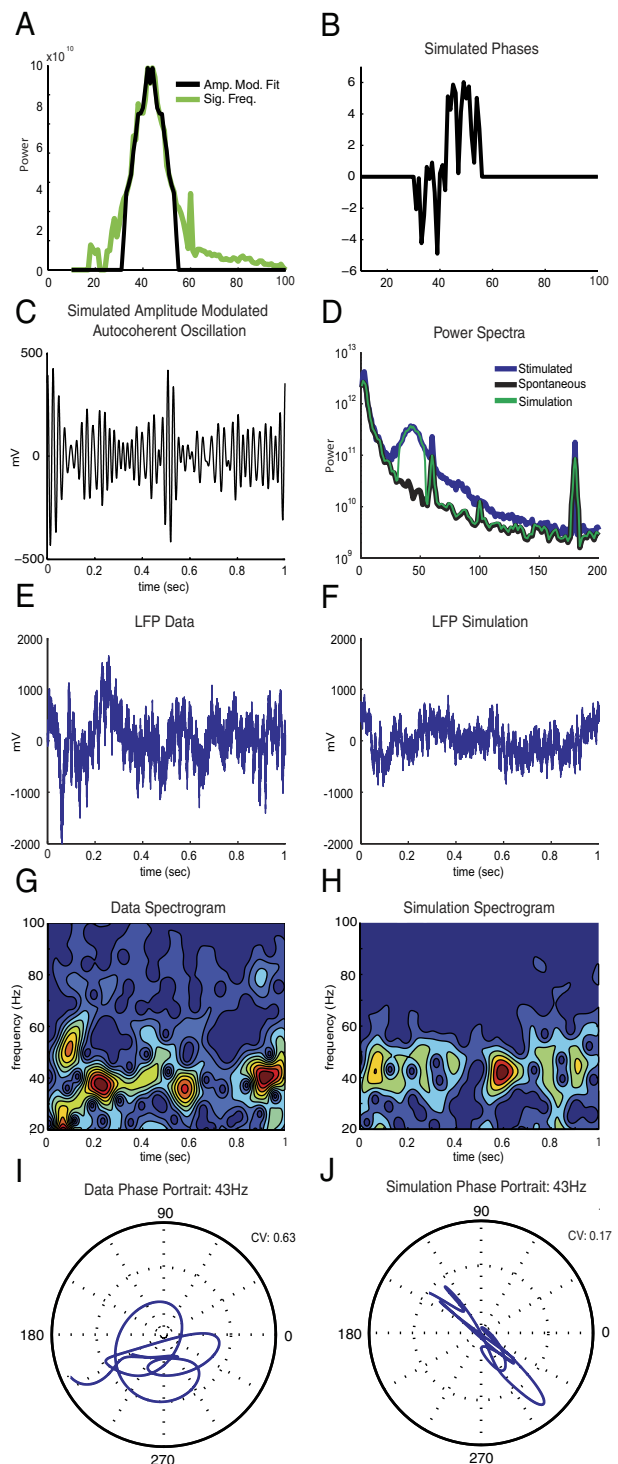 A
x10 10
10
8
6
4
2
0
Power
0 20 40 60 80 100
Amp. Mod. Fit
Sig. Freq.
B
Simulated Phases
6
4
2
0
−2
−4
−6
20 40 60 80 100
C
Simulated Amplitude Modulated
Autocoherent Oscillation
500
0
−500
mV
0 0.2 0.4 0.6 0.8 1
time (sec)
D
Power Spectra
10 13
10 12
10 11
10 10
10 9
Power
0 50 100 150 200
Stimulated
Spontaneous
Simulation
E
LFP Data
2000
1000
0
-1000
-2000
mV
0 0.2 0.4 0.6 0.8 1
time (sec)
F
LFP Simulation
2000
1000
0
-1000
-2000
mV
0 0.2 0.4 0.6 0.8 1
time (sec)
G
Data Spectrogram
100
80
60
40
20
frequency (Hz)
0 0.2 0.4 0.6 0.8 1
time (sec)
H
Simulation Spectrogram
100
80
60
40
20
frequency (Hz)
0 0.2 0.4 0.6 0.8 1
time (sec)
I
Data Phase Portrait: 43Hz
90
CV: 0.63
180
0
270
J
Simulation Phase Portrait: 43Hz
90
CV: 0.17
180
0
270